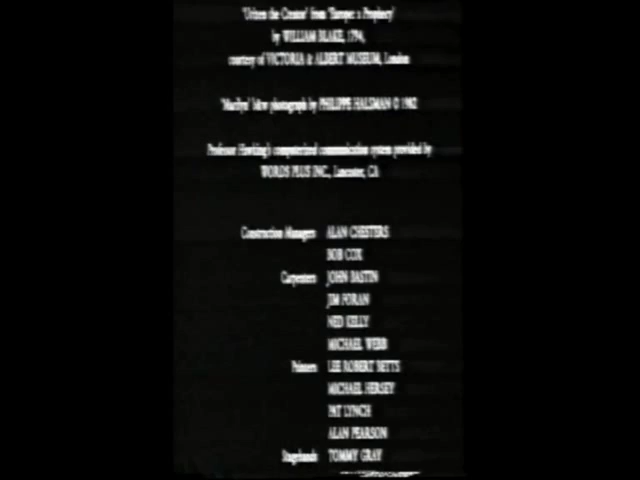 'Urizen the Creator' from 'Europe: a Prophecy'
by WILLIAM BLAKE, 1794,
courtesy of VICTORIA & ALBERT MUSEUM, London
'Marilyn' photograph by PHILIPPE HALSMAN © 1982
Professor Hawking's computerized communication system provided by
WORDS PLUS INC., Lancaster, CA
Construction Managers ALAN CHESTERS
BOB COX
Carpenters JOHN BASTIN
JIM FORAN
NED KELLY
MICHAEL WEBB
Painters LEE ROBERT BETTS
MICHAEL HERSEY
PAT LYNCH
ALAN PEARSON
Stagehands TOMMY GRAY